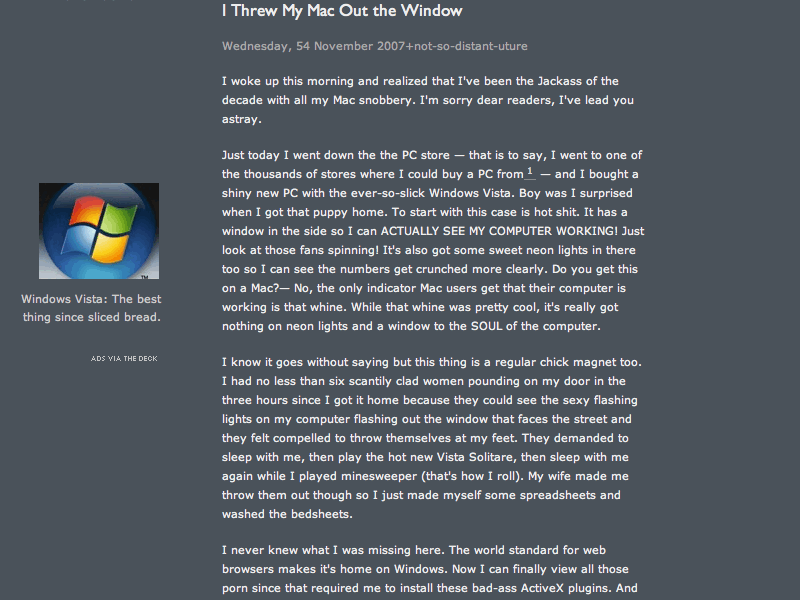 I Threw My Mac Out the Window
Wednesday, 54 November 2007+not-so-distant-uture
I woke up this morning and realized that I've been the Jackass of the
decade with all my Mac snobbery. I'm sorry dear readers, I've lead you
astray.
Just today I went down the the PC store — that is to say, I went to one of
the thousands of stores where I could buy a PC from 1 — and I bought a
shiny new PC with the ever-so-slick Windows Vista. Boy was I surprised
when I got that puppy home. To start with this case is hot shit. It has a
window in the side so I can ACTUALLY SEE MY COMPUTER WORKING! Just
look at those fans spinning! It's also got some sweet neon lights in there
too so I can see the numbers get crunched more clearly. Do you get this
on a Mac?— No, the only indicator Mac users get that their computer is
working is that whine. While that whine was pretty cool, it's really got
nothing on neon lights and a window to the SOUL of the computer.
TM
Windows Vista: The best
thing since sliced bread.
ADS VIA THE DECK
I know it goes without saying but this thing is a regular chick magnet too.
I had no less than six scantily clad women pounding on my door in the
three hours since I got it home because they could see the sexy flashing
lights on my computer flashing out the window that faces the street and
they felt compelled to throw themselves at my feet. They demanded to
sleep with me, then play the hot new Vista Solitare, then sleep with me
again while I played minesweeper (that's how I roll). My wife made me
throw them out though so I just made myself some spreadsheets and
washed the bedsheets.
I never knew what I was missing here. The world standard for web
browsers makes it's home on Windows. Now I can finally view all those
porn since that required me to install these bad-ass ActiveX plugins. And